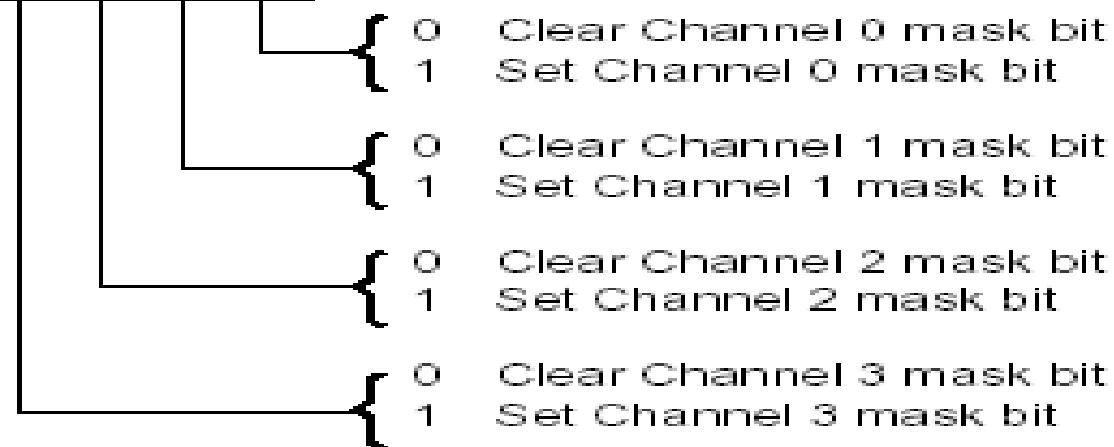 0 Clear Channel 0 mask bit
1 Set Channel 0 mask bit
0 Clear Channel 1 mask bit
1 Set Channel 1 mask bit
0 Clear Channel 2 mask bit
1 Set Channel 2 mask bit
0 Clear Channel 3 mask bit
1 Set Channel 3 mask bit